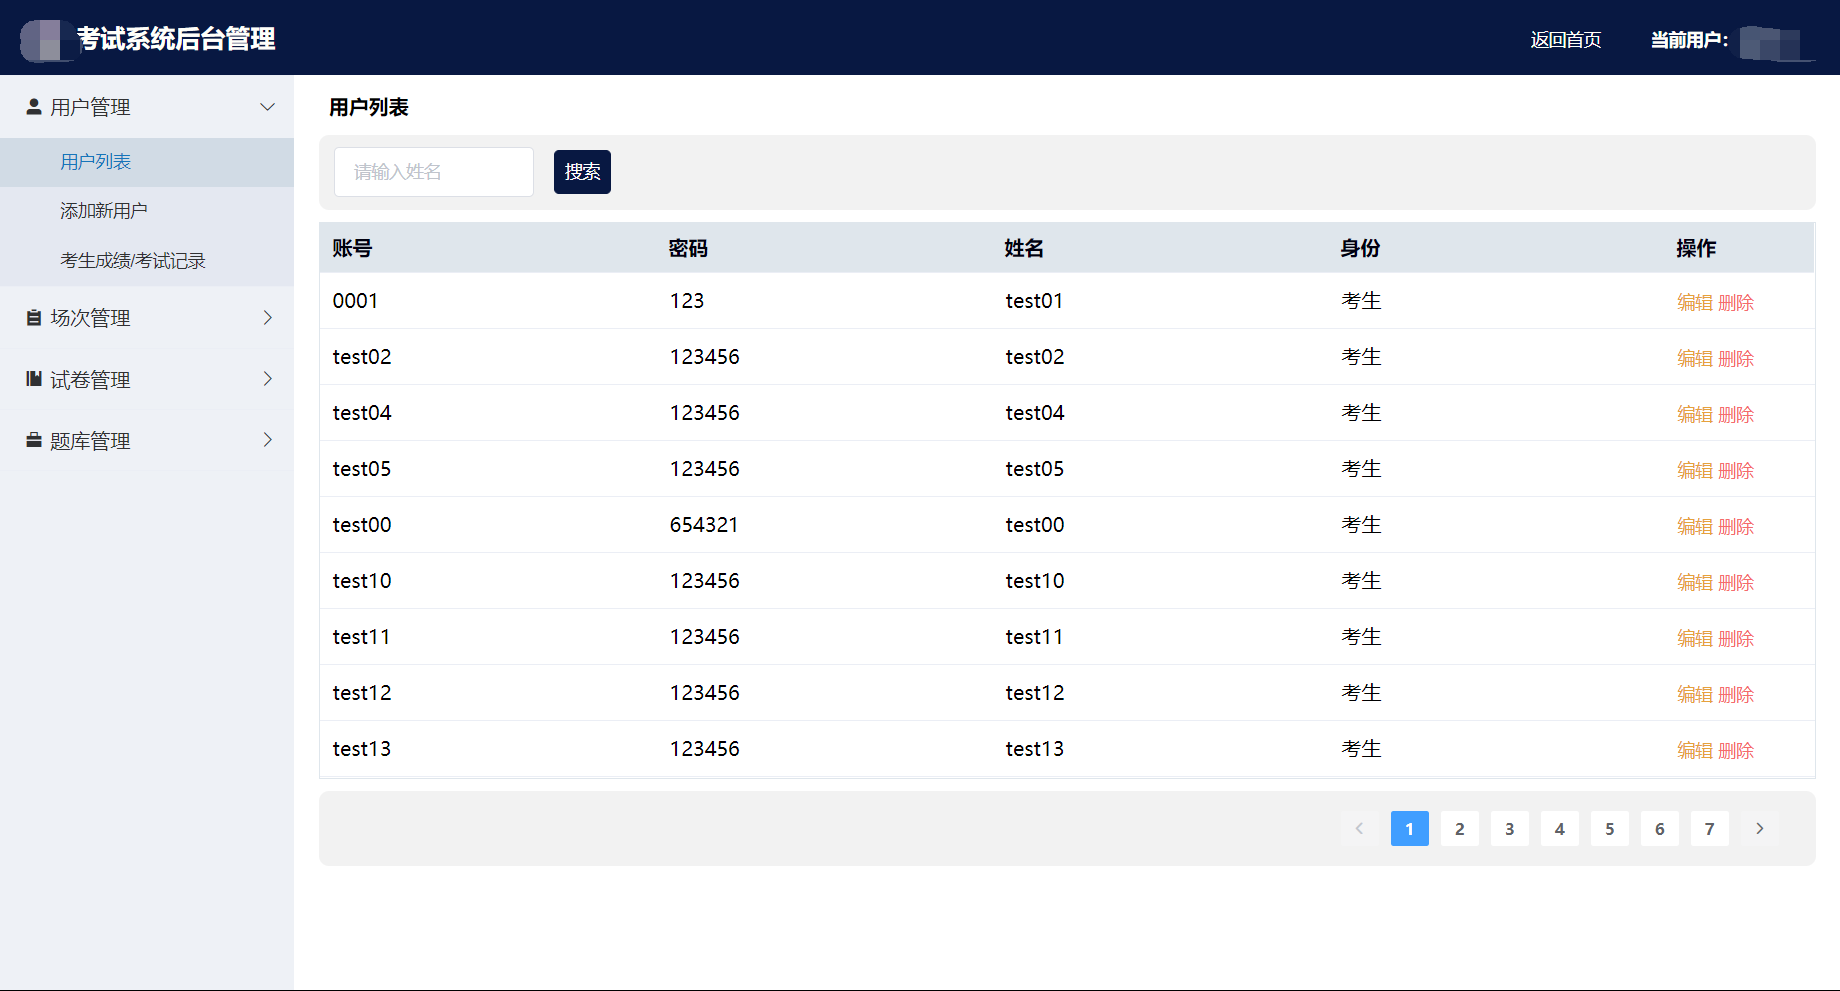 考试系统后台管理
返回首页
当前用户:
用户管理
用户列表
添加新用户
考生成绩/考试记录
场次管理
试卷管理
题库管理
用户列表
请输入姓名
搜索
账号 密码 姓名 身份 操作
0001 123 test01 考生 编辑 删除
test02 123456 test02 考生 编辑 删除
test04 123456 test04 考生 编辑 删除
test05 123456 test05 考生 编辑 删除
test00 654321 test00 考生 编辑 删除
test10 123456 test10 考生 编辑 删除
test11 123456 test11 考生 编辑 删除
test12 123456 test12 考生 编辑 删除
test13 123456 test13 考生 编辑 删除
1 2 3 4 5 6 7